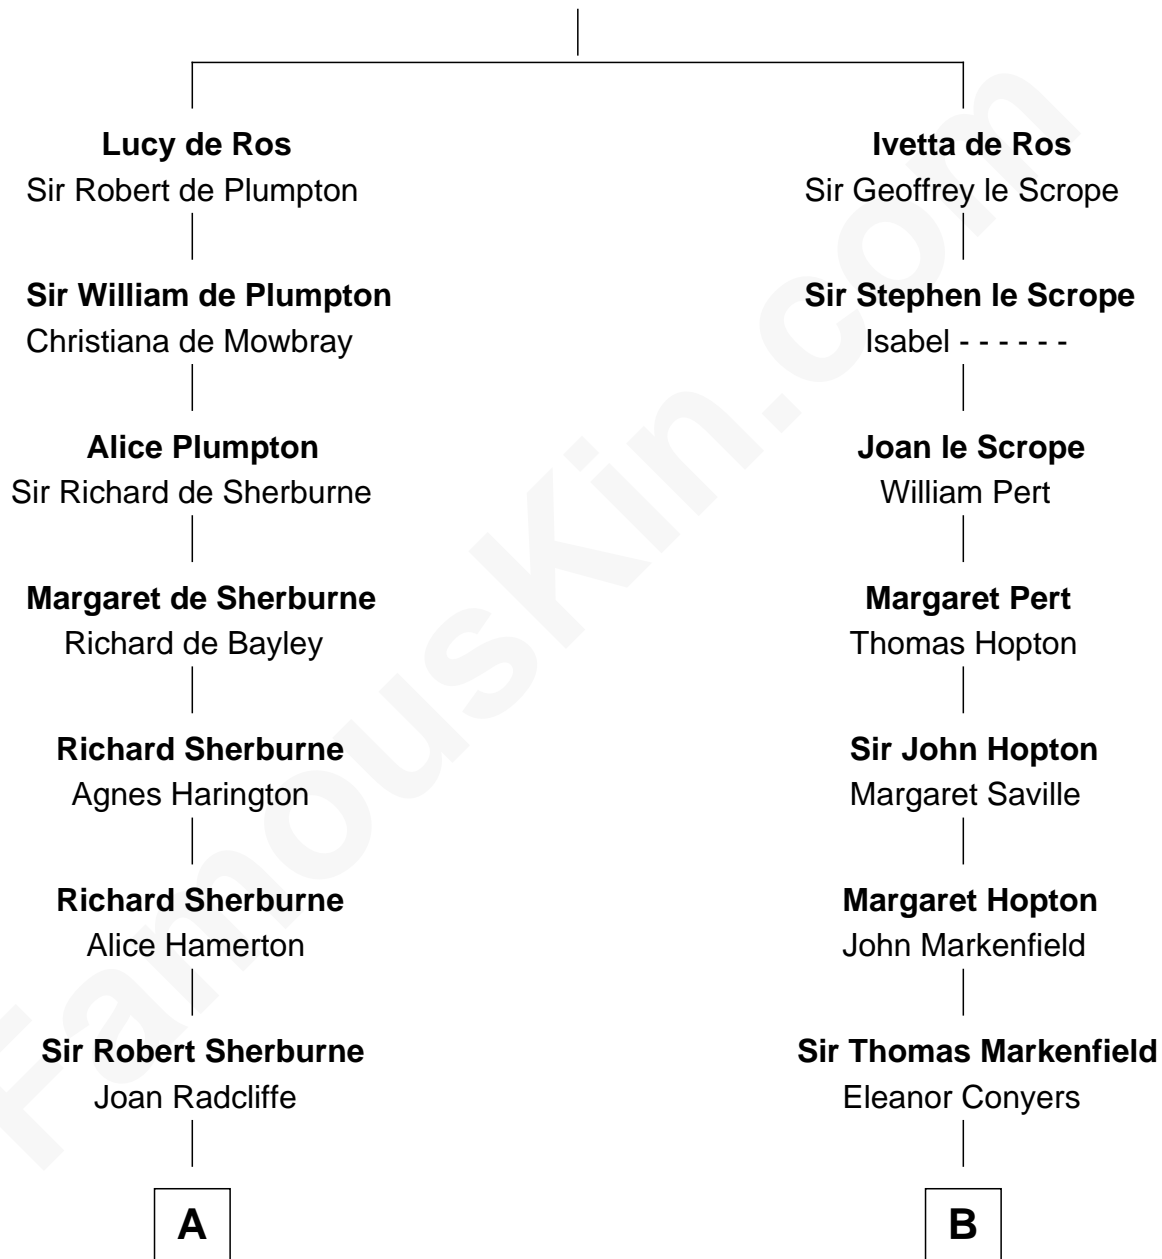 Lucy de Ros
Sir Robert de Plumpton
Ivetta de Ros
Sir Geoffrey le Scrope
Sir William de Plumpton
Christiana de Mowbray
Sir Stephen le Scrope
Isabel - - - - - -
Alice Plumpton
Sir Richard de Sherburne
Joan le Scrope
William Pert
Margaret de Sherburne
Richard de Bayley
Margaret Pert
Thomas Hopton
Richard Sherburne
Agnes Harington
Sir John Hopton
Margaret Saville
Richard Sherburne
Alice Hamerton
Margaret Hopton
John Markenfield
Sir Robert Sherburne
Joan Radcliffe
Sir Thomas Markenfield
Eleanor Conyers
A
B
FamousKin.com